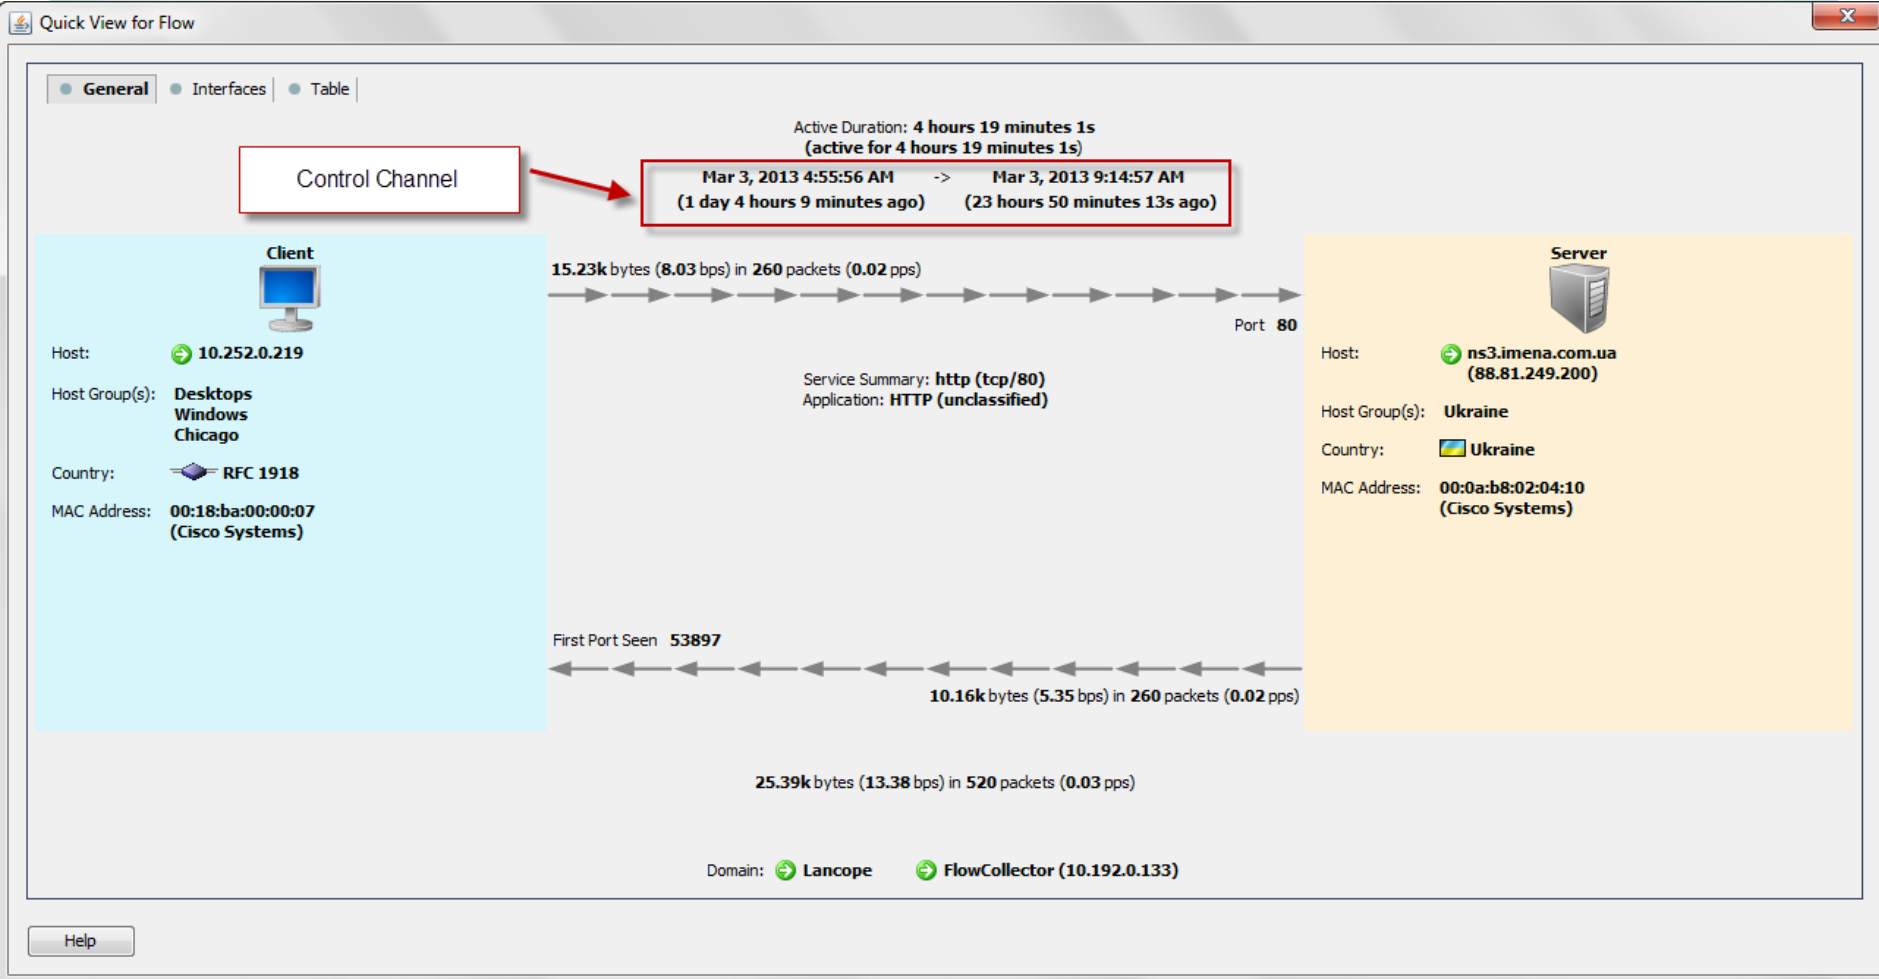 Quick View for Flow
General Interfaces Table
Active Duration: 4 hours 19 minutes 1s
(active for 4 hours 19 minutes 1s)
Control Channel
Mar 3, 2013 4:55:56 AM -> Mar 3, 2013 9:14:57 AM
(1 day 4 hours 9 minutes ago) (23 hours 50 minutes 13s ago)
Client
15.23k bytes (8.03 bps) in 260 packets (0.02 pps)
Port 80
Host: 10.252.0.219
Host Group(s): Desktops
Windows
Chicago
Country: RFC 1918
MAC Address: 00:18:ba:00:00:07
(Cisco Systems)
Service Summary: http (tcp/80)
Application: HTTP (unclassified)
First Port Seen 53897
10.16k bytes (5.35 bps) in 260 packets (0.02 pps)
Server
Host: ns3.imena.com.ua
(88.81.249.200)
Host Group(s): Ukraine
Country: Ukraine
MAC Address: 00:0a:b8:02:04:10
(Cisco Systems)
25.39k bytes (13.38 bps) in 520 packets (0.03 pps)
Domain: Lancope FlowCollector (10.192.0.133)
Help